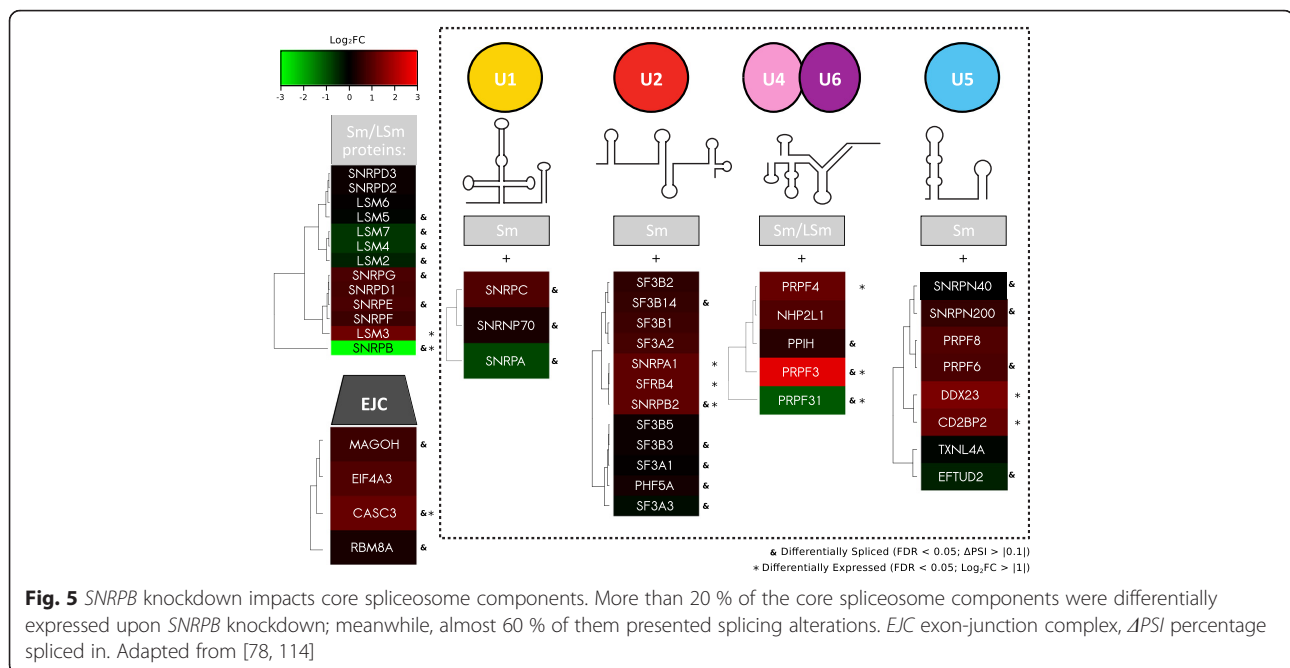 Log₂FC
-3 -2 -1 0 1 2 3
Sm/LSm
proteins:
SNRPD3
SNRPD2
LSM6
LSM5 &
LSM7 &
LSM4 &
LSM2 &
SNRPG &
SNRPD1
SNRPE &
SNRPF
LSM3 *
SNRPB & *
EJC
MAGOH &
EIF4A3
CASC3 & *
RBM8A &
U1
Sm
+
SNRPC &
SNRNP70 &
SNRPA &
U2
Sm
+
SF3B2
SF3B14 &
SF3B1
SF3A2
SNRPA1 *
SFRB4 *
SNRPB2 & *
SF3B5
SF3B3 &
SF3A1 &
PHF5A &
SF3A3 &
U4 U6
Sm/LSm
+
PRPF4 *
NHP2L1
PPIH &
PRPF3 & *
PRPF31 & *
U5
Sm
+
SNRPN40 &
SNRPN200 &
PRPF8
PRPF6 &
DDX23 *
CD2BP2 *
TXNL4A
EFTUD2 &
& Differentially Spliced (FDR < 0.05; ΔPSI > |0.1|)
* Differentially Expressed (FDR < 0.05; Log₂FC > |1|)
Fig. 5 SNRPB knockdown impacts core spliceosome components. More than 20 % of the core spliceosome components were differentially
expressed upon SNRPB knockdown; meanwhile, almost 60 % of them presented splicing alterations. EJC exon-junction complex, ΔPSI percentage
spliced in. Adapted from [78, 114]